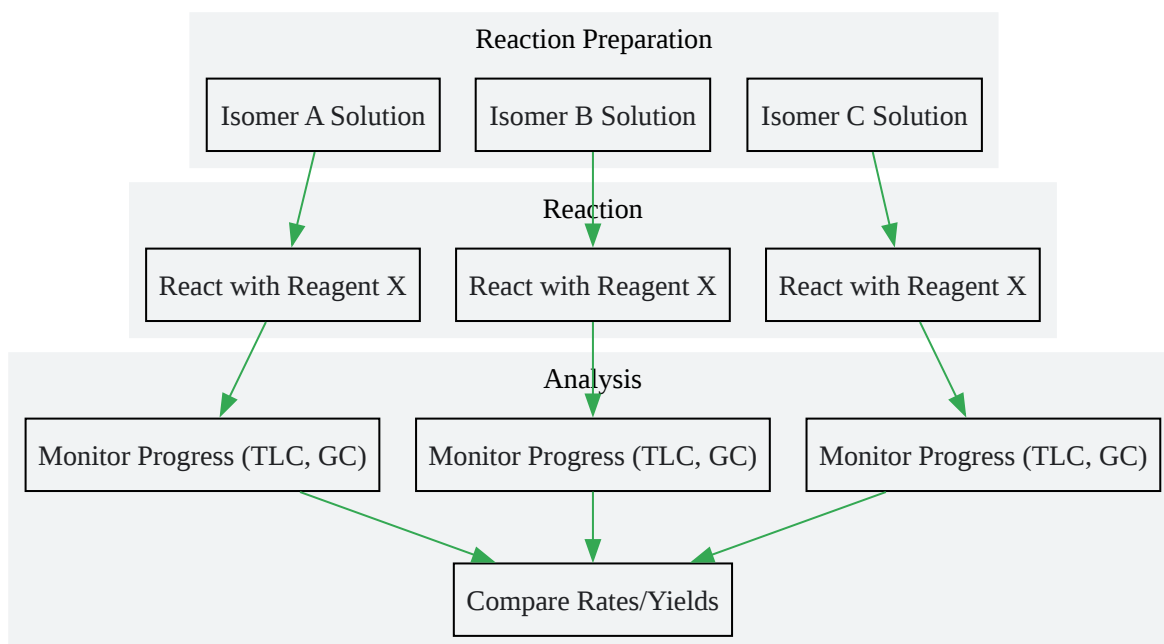 Reaction Preparation
Isomer A Solution
Isomer B Solution
Isomer C Solution
Reaction
React with Reagent X
React with Reagent X
React with Reagent X
Analysis
Monitor Progress (TLC, GC)
Monitor Progress (TLC, GC)
Monitor Progress (TLC, GC)
Compare Rates/Yields